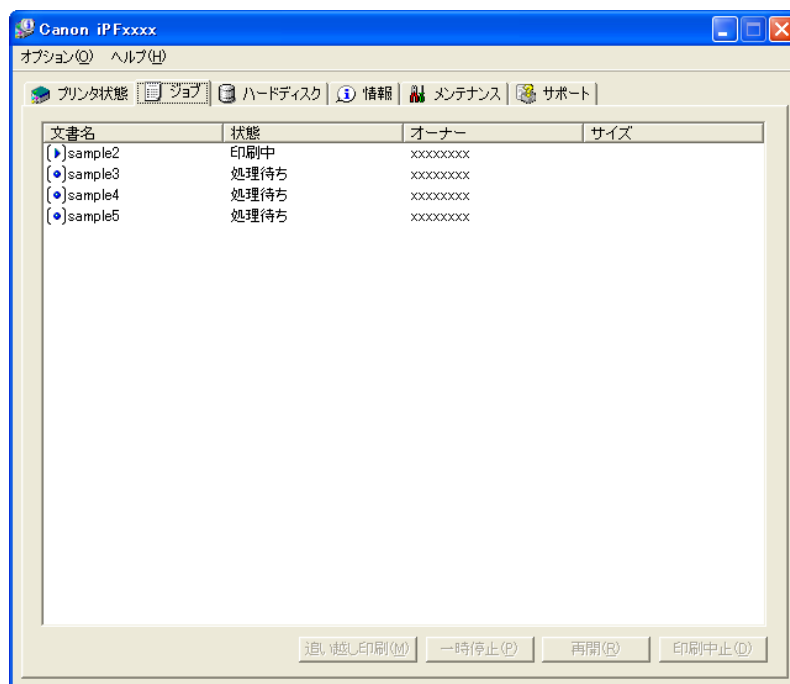 Canon iPFxxxx
オプション(O) ヘルプ(H)
プリンタ状態 ジョブ ハードディスク 情報 メンテナンス サポート
文書名 状態 オーナー サイズ
sample2 印刷中 xxxxxxxx
sample3 処理待ち xxxxxxxx
sample4 処理待ち xxxxxxxx
sample5 処理待ち xxxxxxxx
追い越し印刷(M) 一時停止(P) 再開(R) 印刷中止(D)